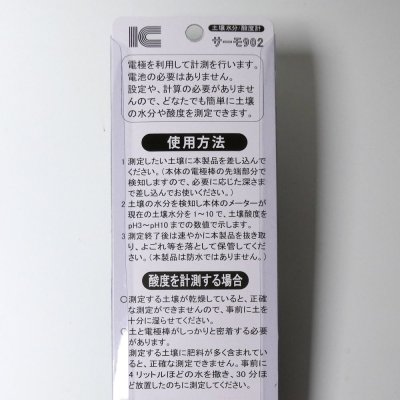 IC
土壌水分/酸度計
サーモ902
電極を利用して計測を行います。
電池の必要はありません。
設定や、計算の必要がありませ
んので、どなたでも簡単に土壌
の水分や酸度を測定できます。
使用方法
1 測定したい土壌に本製品を差し込んで
ください。(本体の電極棒の先端部分で
検知しますので、必要に応じた深さま
で差し込んでお使いください。)
2 土壌の水分を検知し本体のメーターが
現在の土壌水分を1〜10で、土壌酸度を
pH3〜pH10までの数値で示します。
3 測定終了後は速やかに本製品を抜き取
り、よごれ等を落として保管してくだ
さい。(本製品は防水ではありません。)
酸度を計測する場合
○測定する土壌が乾燥していると、正確
な測定ができませんので、事前に土を
十分に湿らせてください。
○土と電極棒がしっかりと密着する必要
があります。
測定する土壌に肥料が多く含まれてい
ると、正確な測定できません。事前に
4リットルほどの水を撒き、30分ほ
ど放置したのちに測定してください。